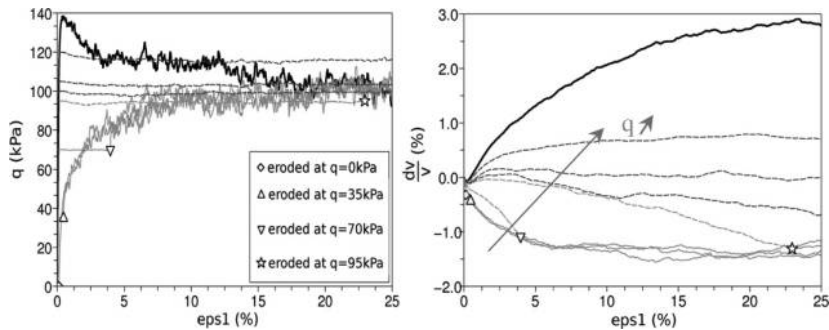 140
120
100
80
60
40
20
0
q (kPa)
0
5
10
15
20
25
eps1 (%)
eroded at q=0kPa
eroded at q=35kPa
eroded at q=70kPa
eroded at q=95kPa
3.0
2.0
1.0
0.0
-1.0
-2.0
dv
v
(%)
q
0
5
10
15
20
25
eps1 (%)